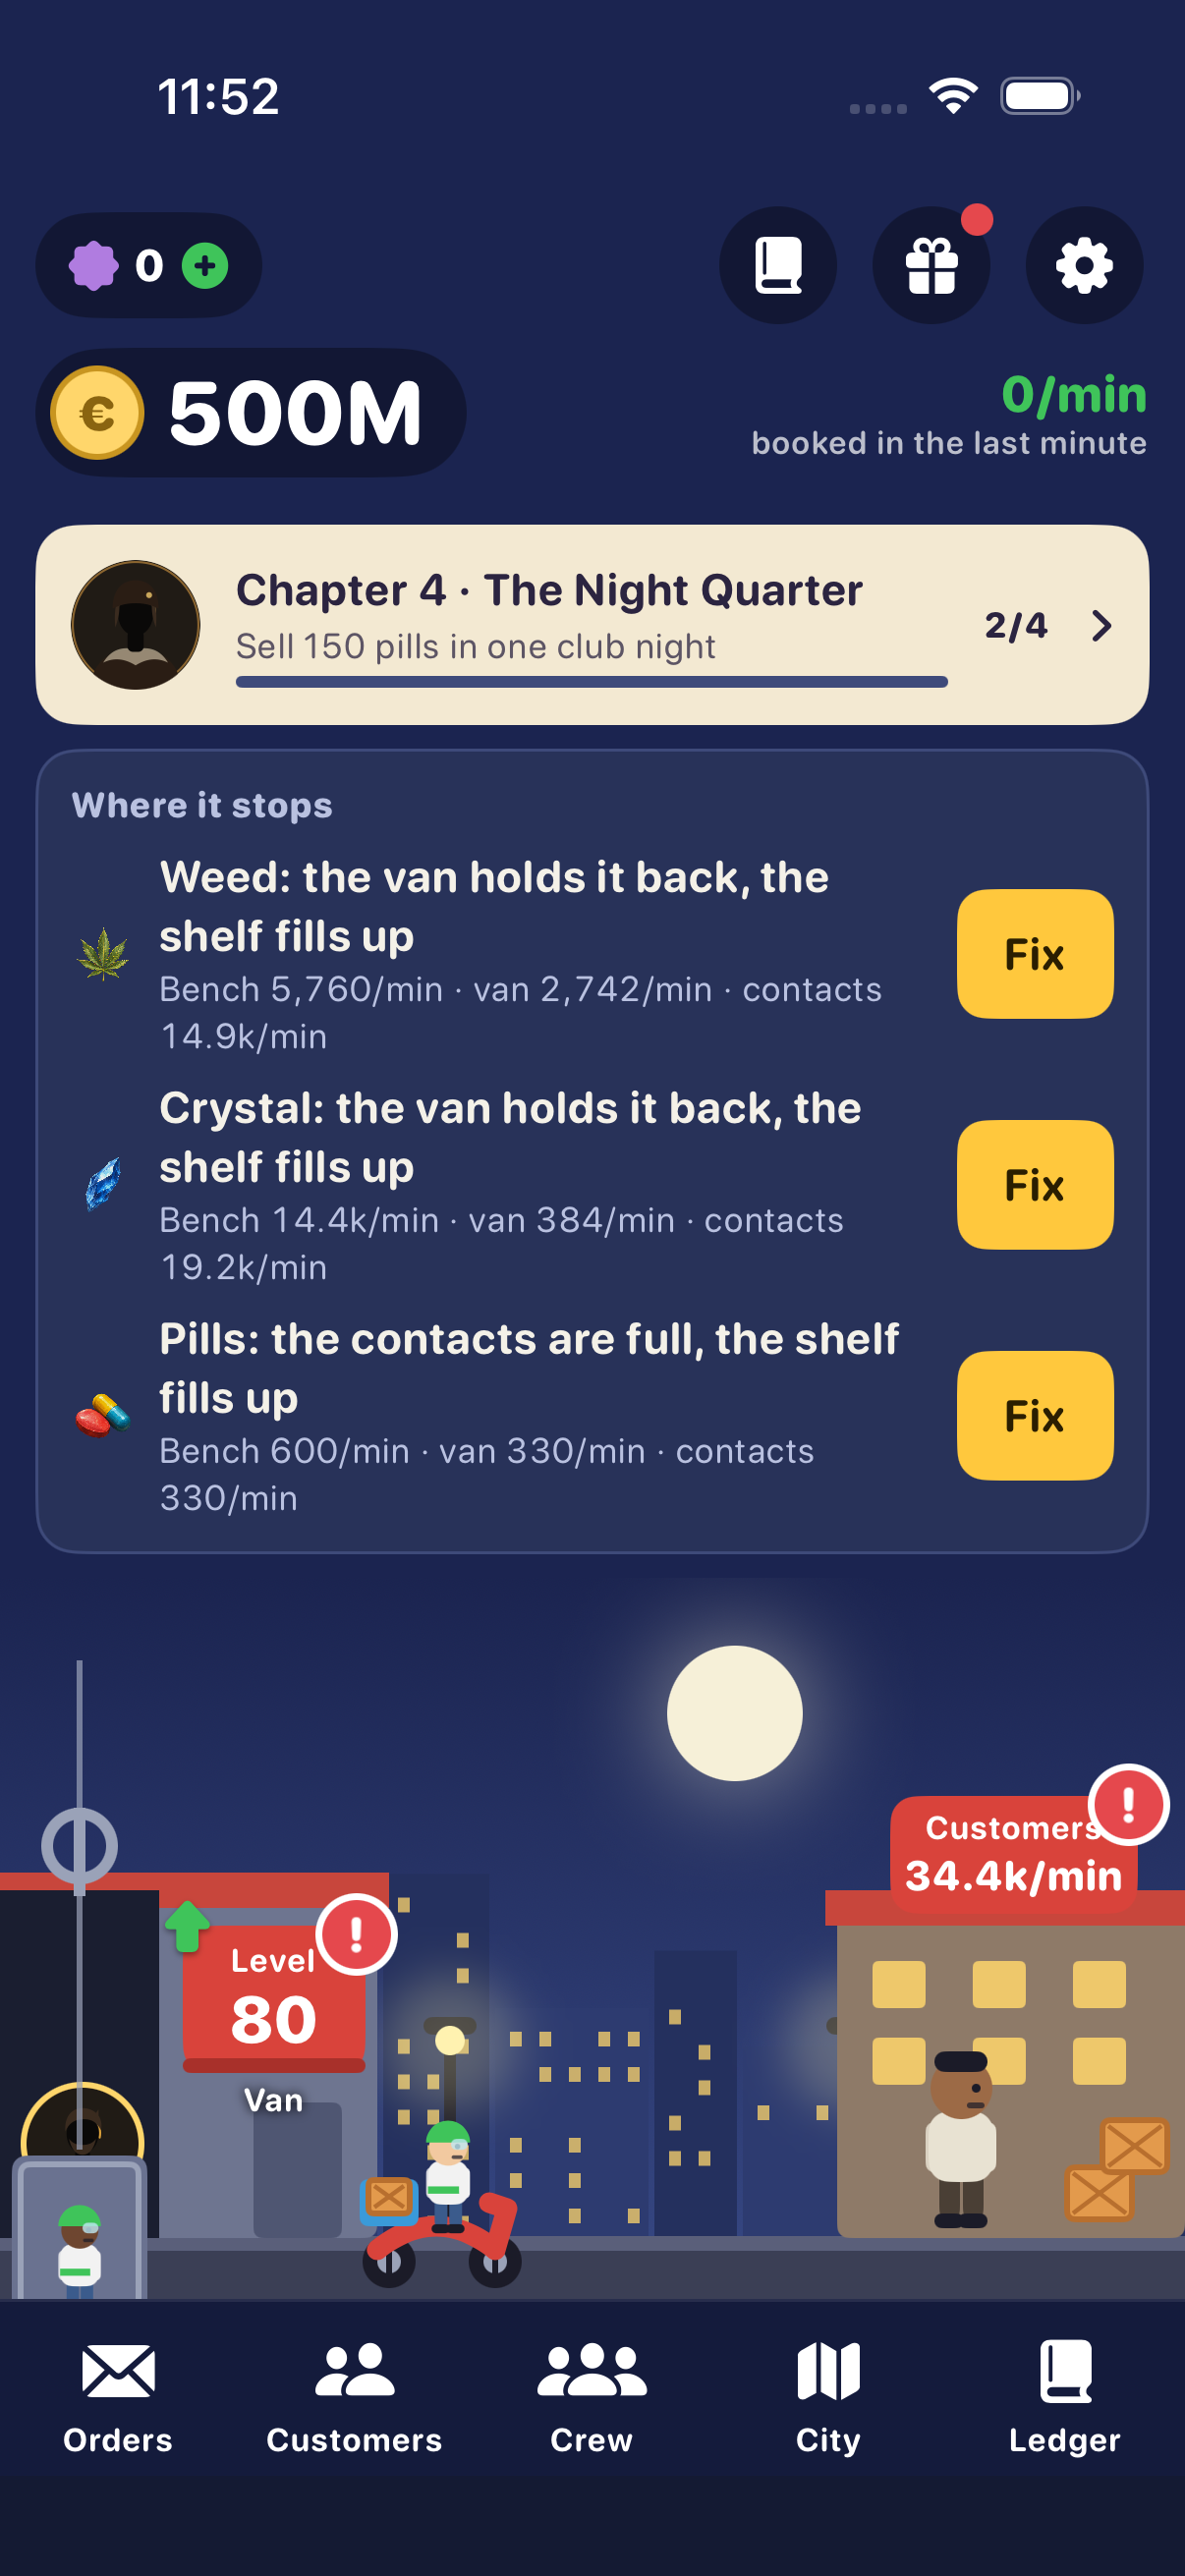 11:52
0
€ 500M
0/min
booked in the last minute
Chapter 4 · The Night Quarter
Sell 150 pills in one club night
2/4
Where it stops
Weed: the van holds it back, the
shelf fills up
Bench 5,760/min · van 2,742/min · contacts
14.9k/min
Fix
Crystal: the van holds it back, the
shelf fills up
Bench 14.4k/min · van 384/min · contacts
19.2k/min
Fix
Pills: the contacts are full, the shelf
fills up
Bench 600/min · van 330/min · contacts
330/min
Fix
Customers
34.4k/min
!
Level
80
!
Van
Orders
Customers
Crew
City
Ledger